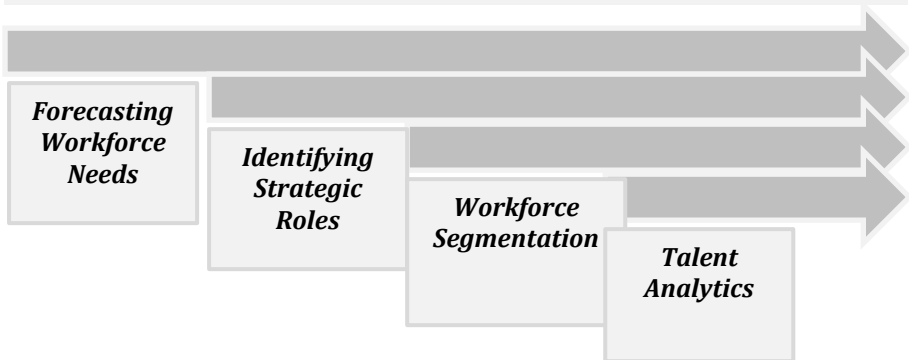 Forecasting
Workforce
Needs
Identifying
Strategic
Roles
Workforce
Segmentation
Talent
Analytics